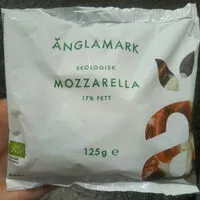 ÄNGLAMARK
EKOLOGISK
MOZZARELLA
17% FETT
125g e
ä